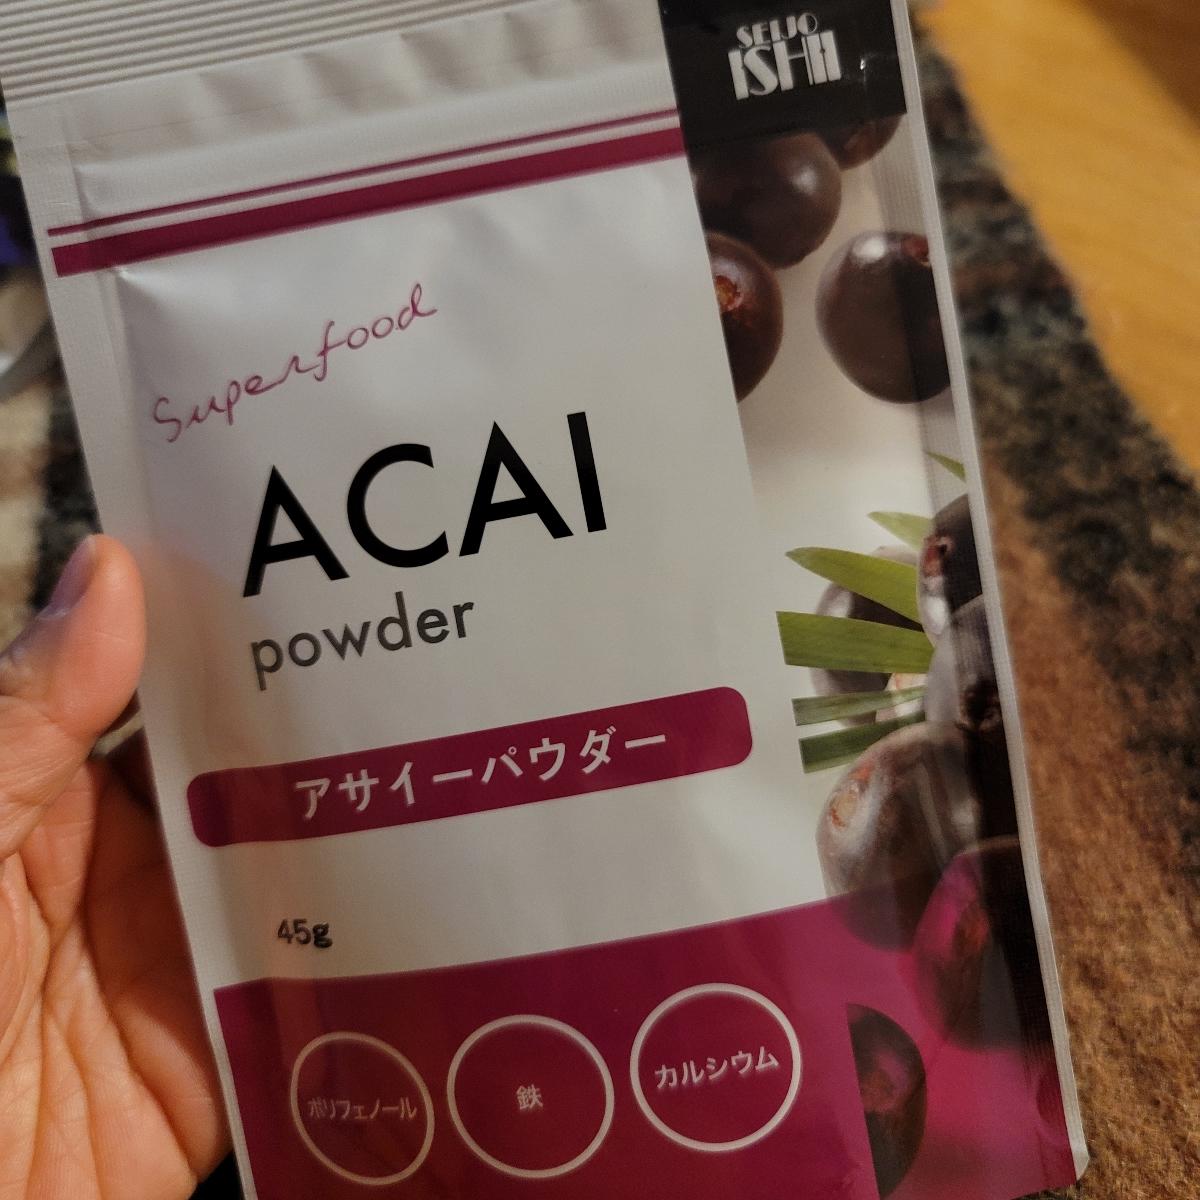 SEIJO
ISHII
Superfood
ACAI
powder
アサイーパウダー
45g
ポリフェノール
鉄
カルシウム